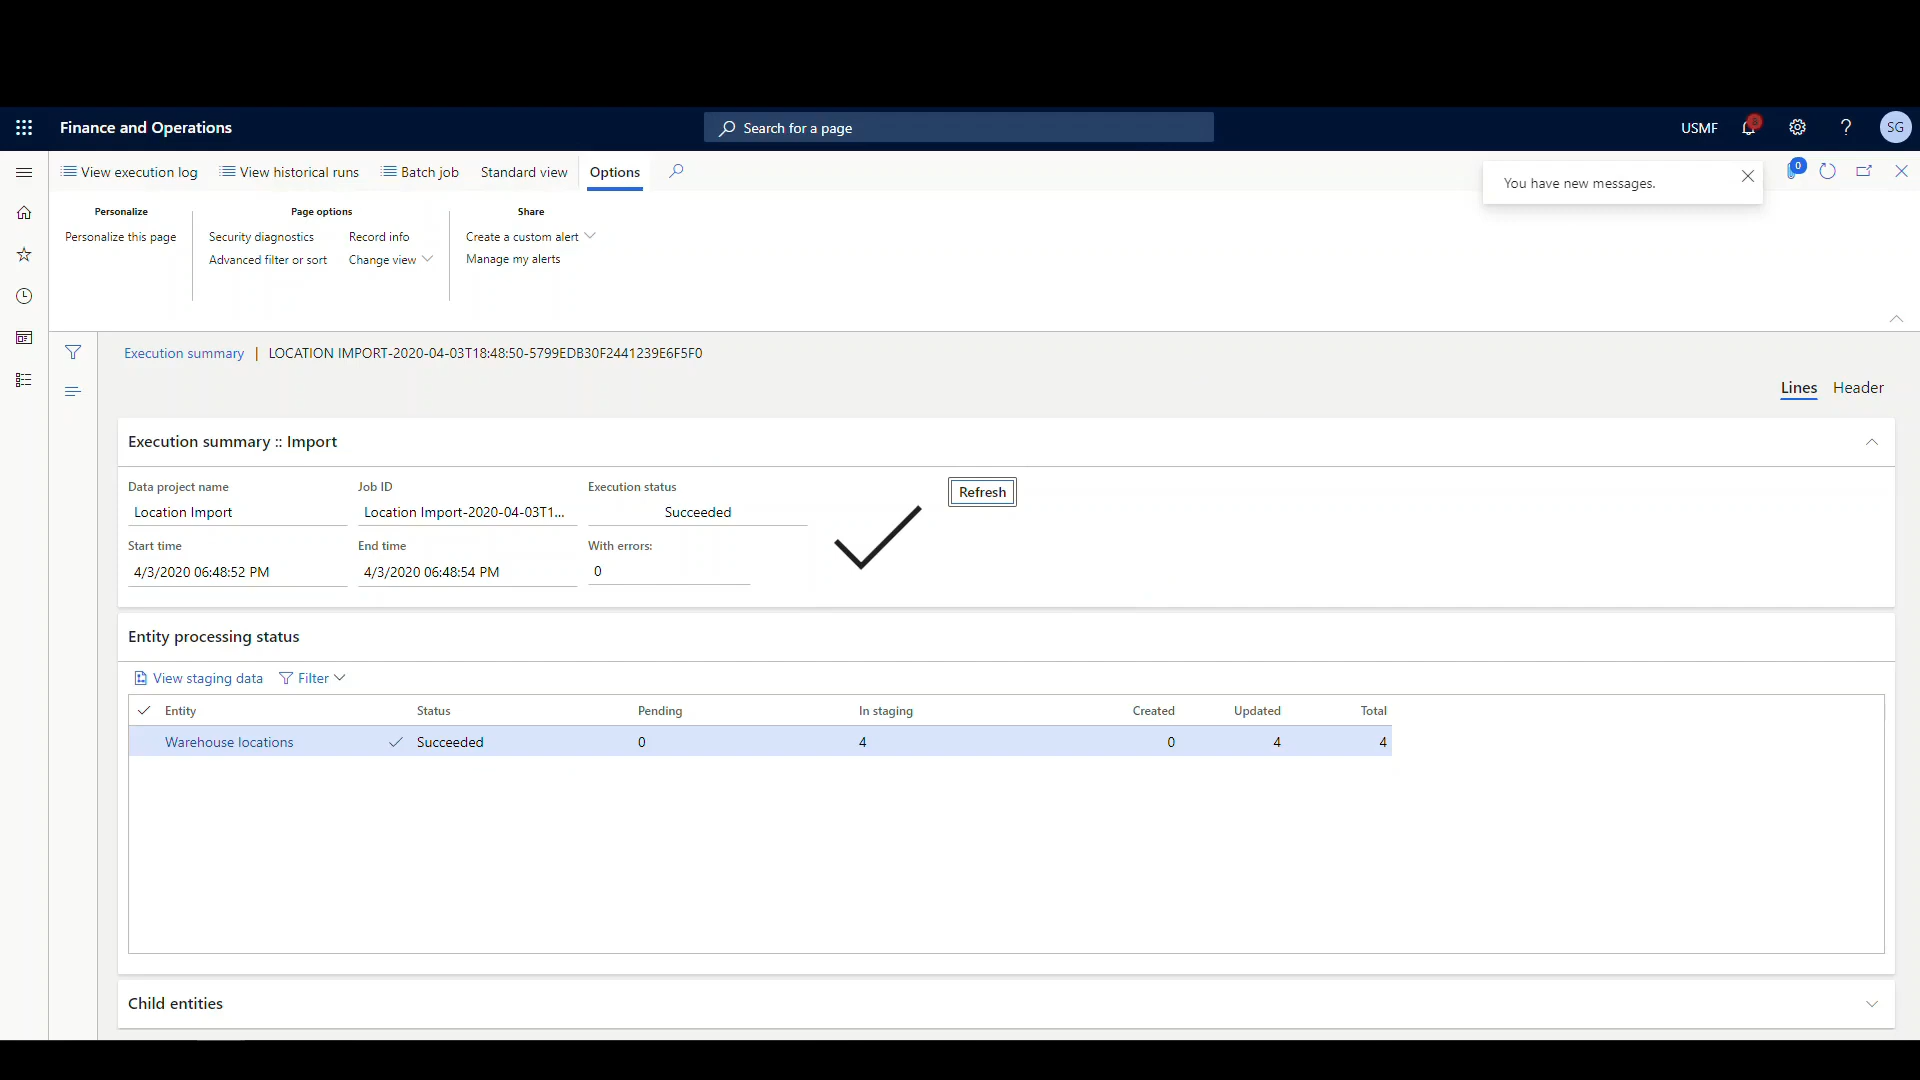 Finance and Operations
Search for a page
USMF
SG
View execution log
View historical runs
Batch job
Standard view
Options
You have new messages.
0
Personalize
Page options
Share
Personalize this page
Security diagnostics
Record info
Create a custom alert
Advanced filter or sort
Change view
Manage my alerts
Execution summary | LOCATION IMPORT-2020-04-03T18:48:50-5799EDB30F2441239E6F5F0
Lines
Header
Execution summary :: Import
Data project name
Job ID
Execution status
Refresh
Location Import
Location Import-2020-04-03T1...
Succeeded
Start time
End time
With errors:
4/3/2020 06:48:52 PM
4/3/2020 06:48:54 PM
0
Entity processing status
View staging data
Filter
Entity
Status
Pending
In staging
Created
Updated
Total
Warehouse locations
Succeeded
0
4
0
4
4
Child entities